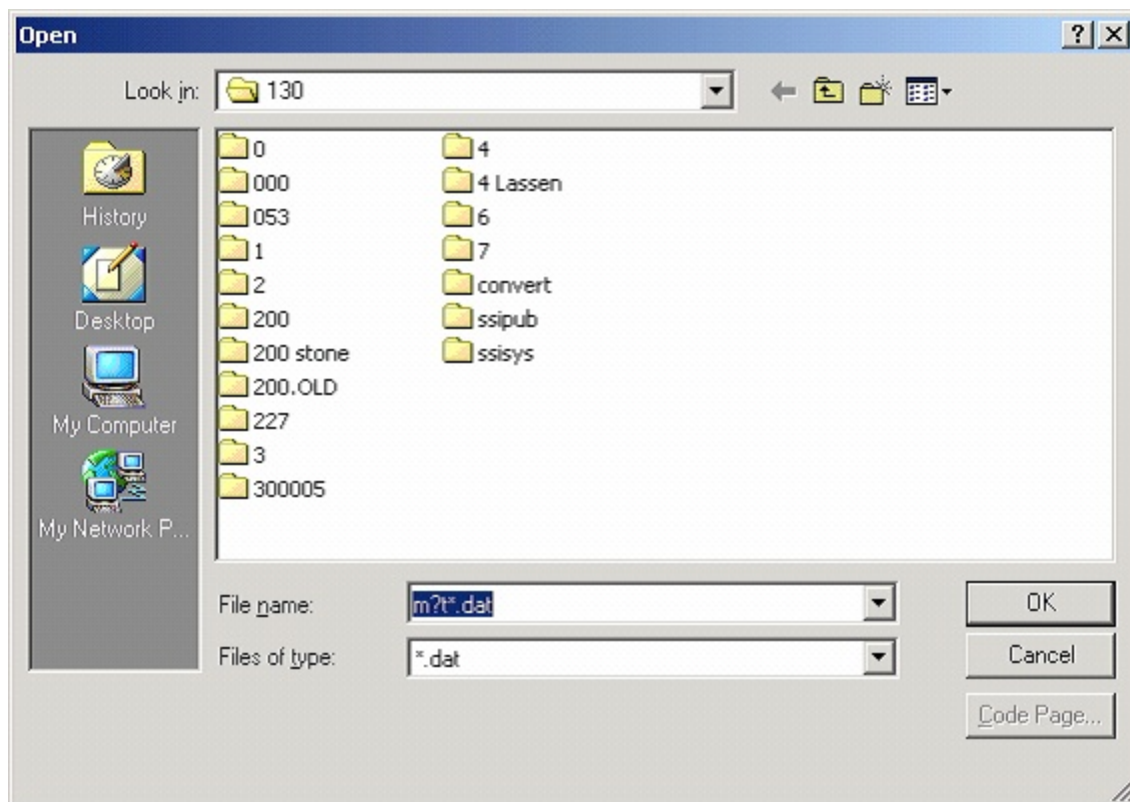 Open
Look in: 130
0
000
053
1
2
200
200 stone
200.OLD
227
3
300005
4
4 Lassen
6
7
convert
ssipub
ssisys
History
Desktop
My Computer
My Network P...
File name: m?t*.dat
OK
Files of type: *.dat
Cancel
Code Page...